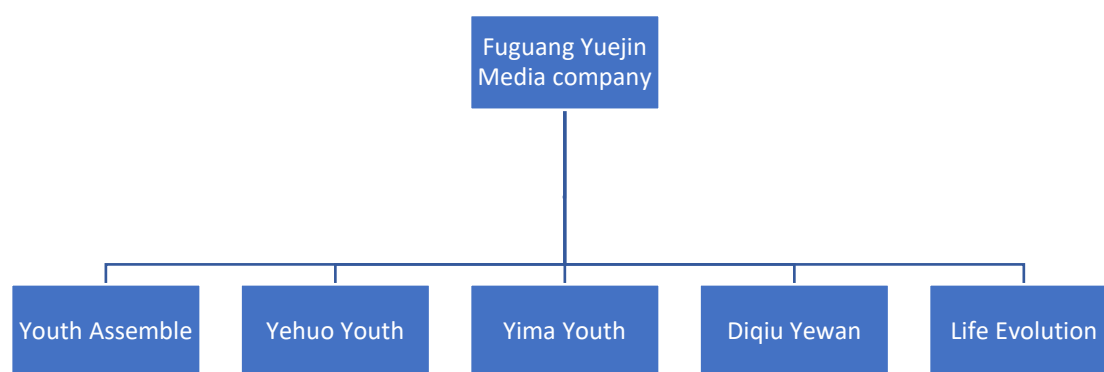 Fuguang Yuejin
Media company
Youth Assemble
Yehuo Youth
Yima Youth
Diqiu Yewan
Life Evolution